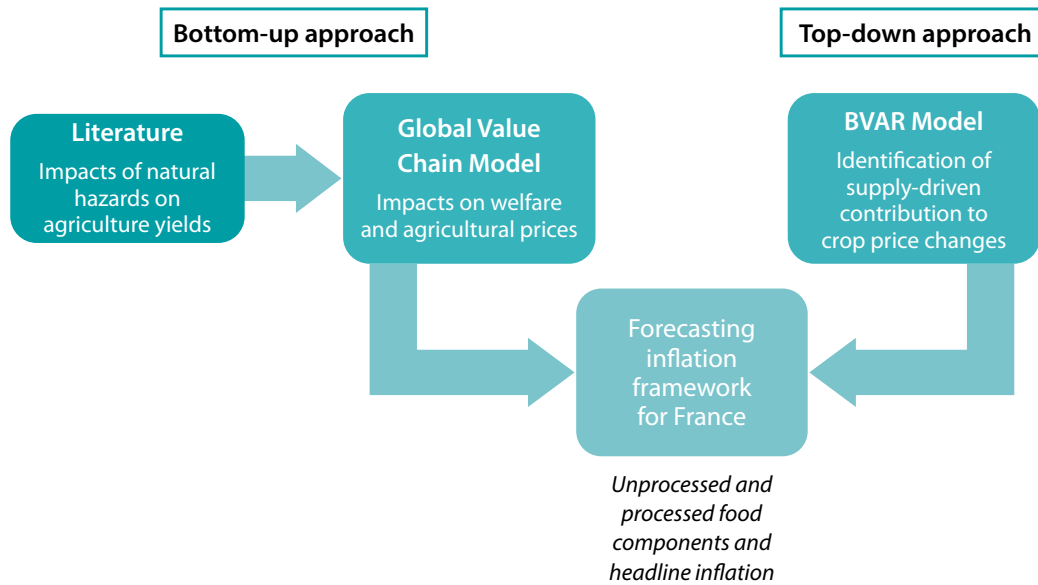 Bottom-up approach
Top-down approach
Literature
Impacts of natural
hazards on
agriculture yields
Global Value
Chain Model
Impacts on welfare
and agricultural prices
BVAR Model
Identification of
supply-driven
contribution to
crop price changes
Forecasting
inflation
framework
for France
Unprocessed and
processed food
components and
headline inflation